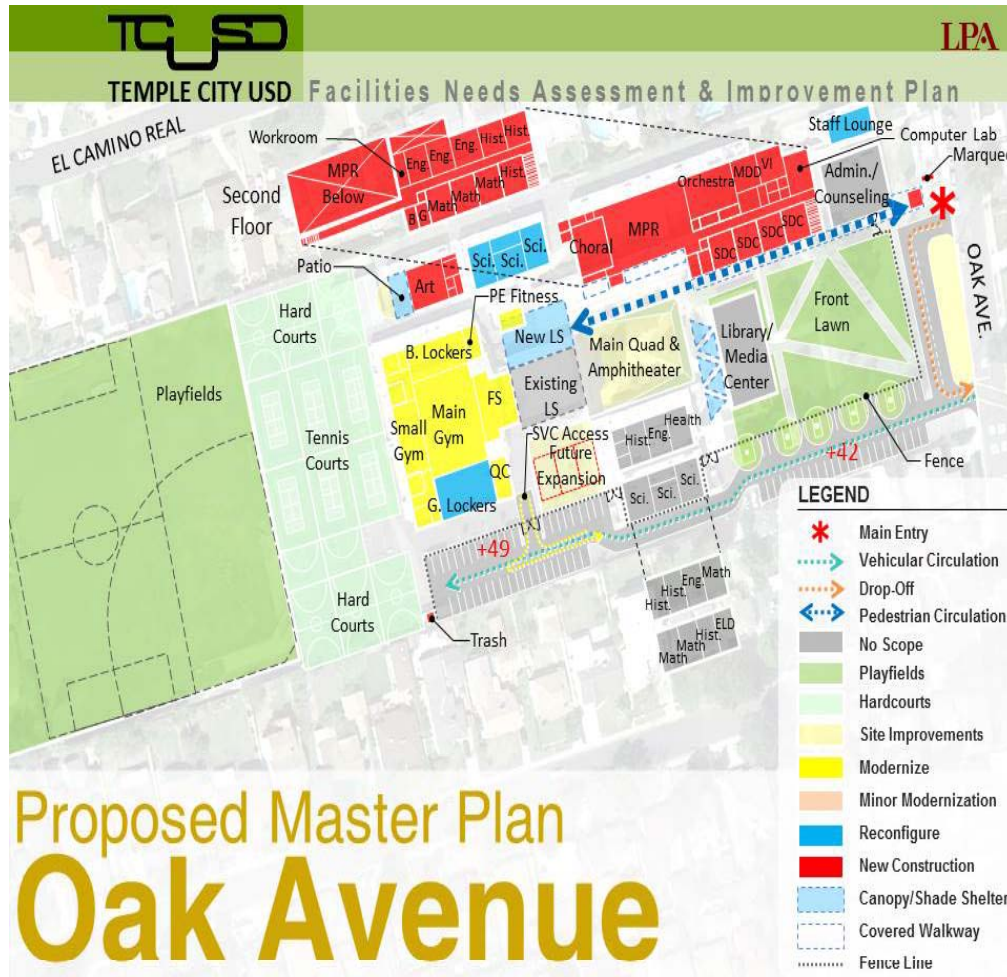 TCUSD
LPA
TEMPLE CITY USD Facilities Needs Assessment & Improvement Plan
EL CAMINO REAL
Workroom
Second
Floor
MPR
Below
Eng. Eng. Eng. Hist. Hist.
B G Math Math Math Hist.
Staff Lounge
Computer Lab
Marquee
Admin./
Counseling
Orchestra
MDD
VI
Choral
MPR
SDC SDC SDC SDC
OAK AVE.
Patio
Art
Sci. Sci. Sci.
PE Fitness
Hard
Courts
Playfields
B. Lockers
New LS
Main Quad &
Amphitheater
Library/
Media
Center
Front
Lawn
Tennis
Courts
Small
Gym
Main
Gym
FS
Existing
LS
SVC Access
Future
Expansion
Hist. Eng. Health
Sci. Sci. Sci.
QC
G. Lockers
[X]
[X]
[X]
+42
+49
Fence
Hard
Courts
Trash
Hist. Hist. Eng. Math
Math Math Hist. ELD
LEGEND
Main Entry
Vehicular Circulation
Drop-Off
Pedestrian Circulation
No Scope
Playfields
Hardcourts
Site Improvements
Modernize
Minor Modernization
Reconfigure
New Construction
Canopy/Shade Shelter
Covered Walkway
Fence Line
Proposed Master Plan
Oak Avenue